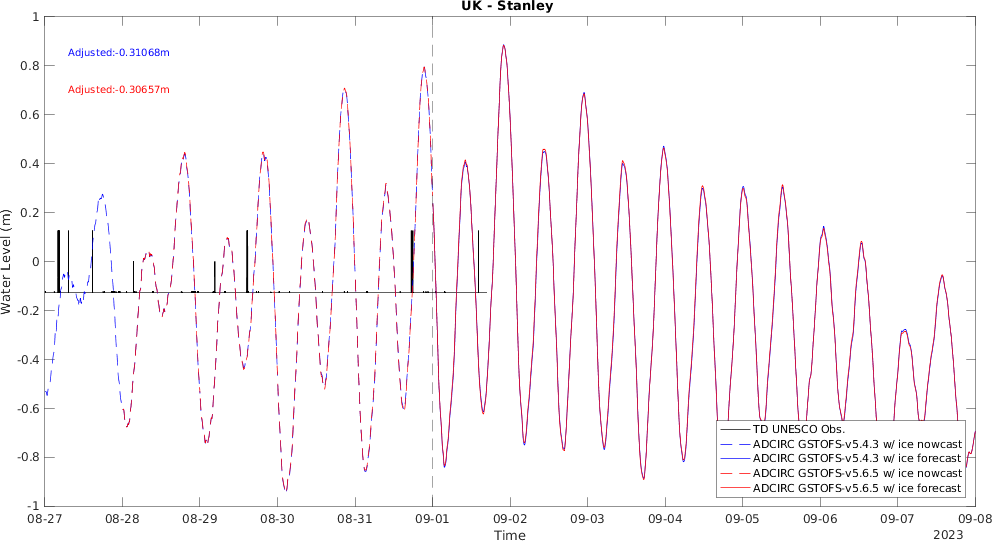 UK - Stanley
Adjusted:-0.31068m
Adjusted:-0.30657m
Water Level (m)
1
0.8
0.6
0.4
0.2
0
-0.2
-0.4
-0.6
-0.8
-1
TD UNESCO Obs.
ADCIRC GSTOFS-v5.4.3 w/ ice nowcast
ADCIRC GSTOFS-v5.4.3 w/ ice forecast
ADCIRC GSTOFS-v5.6.5 w/ ice nowcast
ADCIRC GSTOFS-v5.6.5 w/ ice forecast
08-27 08-28 08-29 08-30 08-31 09-01 09-02 09-03 09-04 09-05 09-06 09-07 09-08
Time
2023